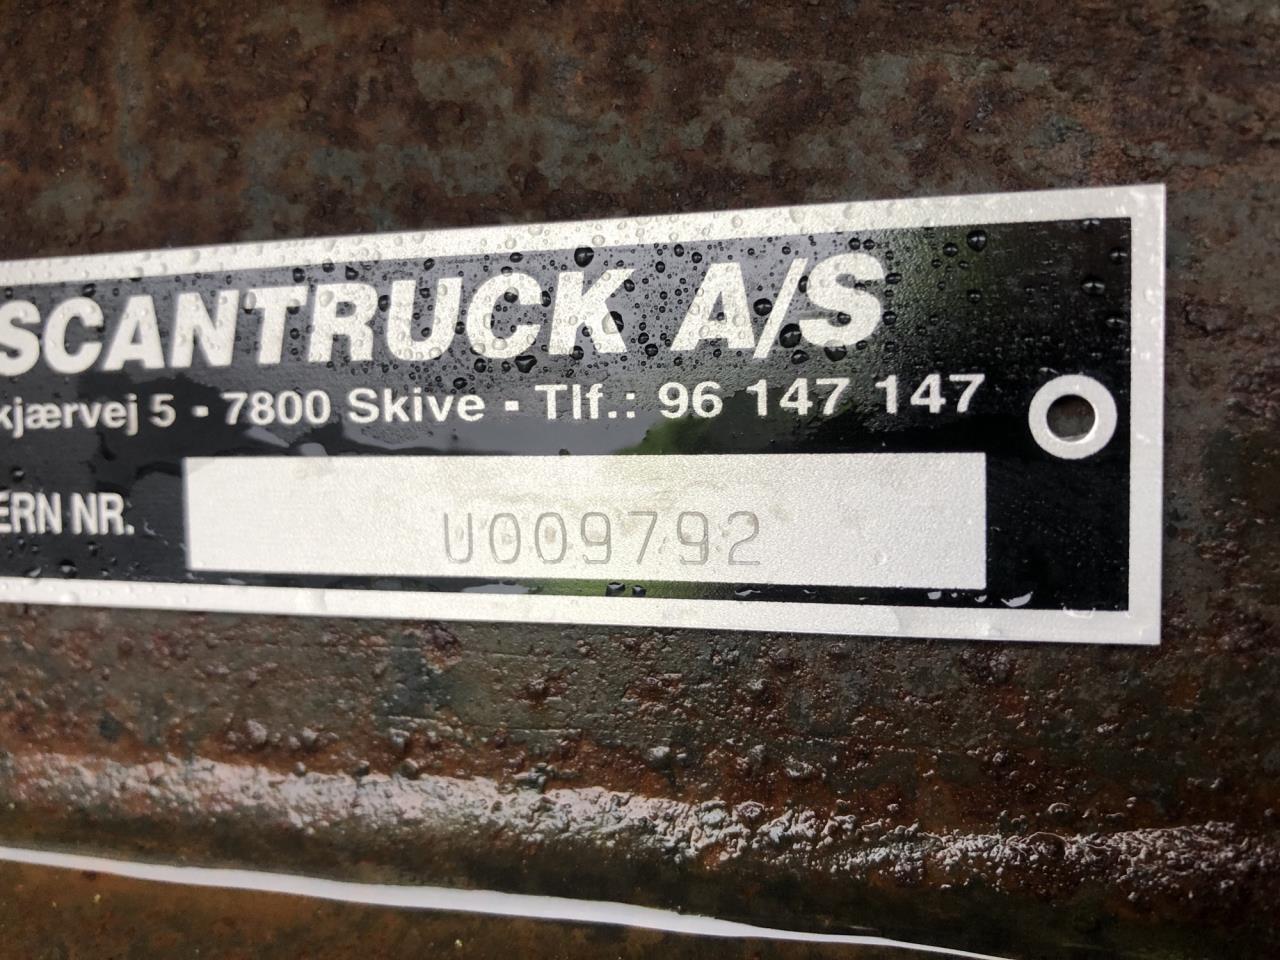 SCANTRUCK A/S
kjærvej 5 - 7800 Skive - Tlf.: 96 147 147
ERN NR. U009792